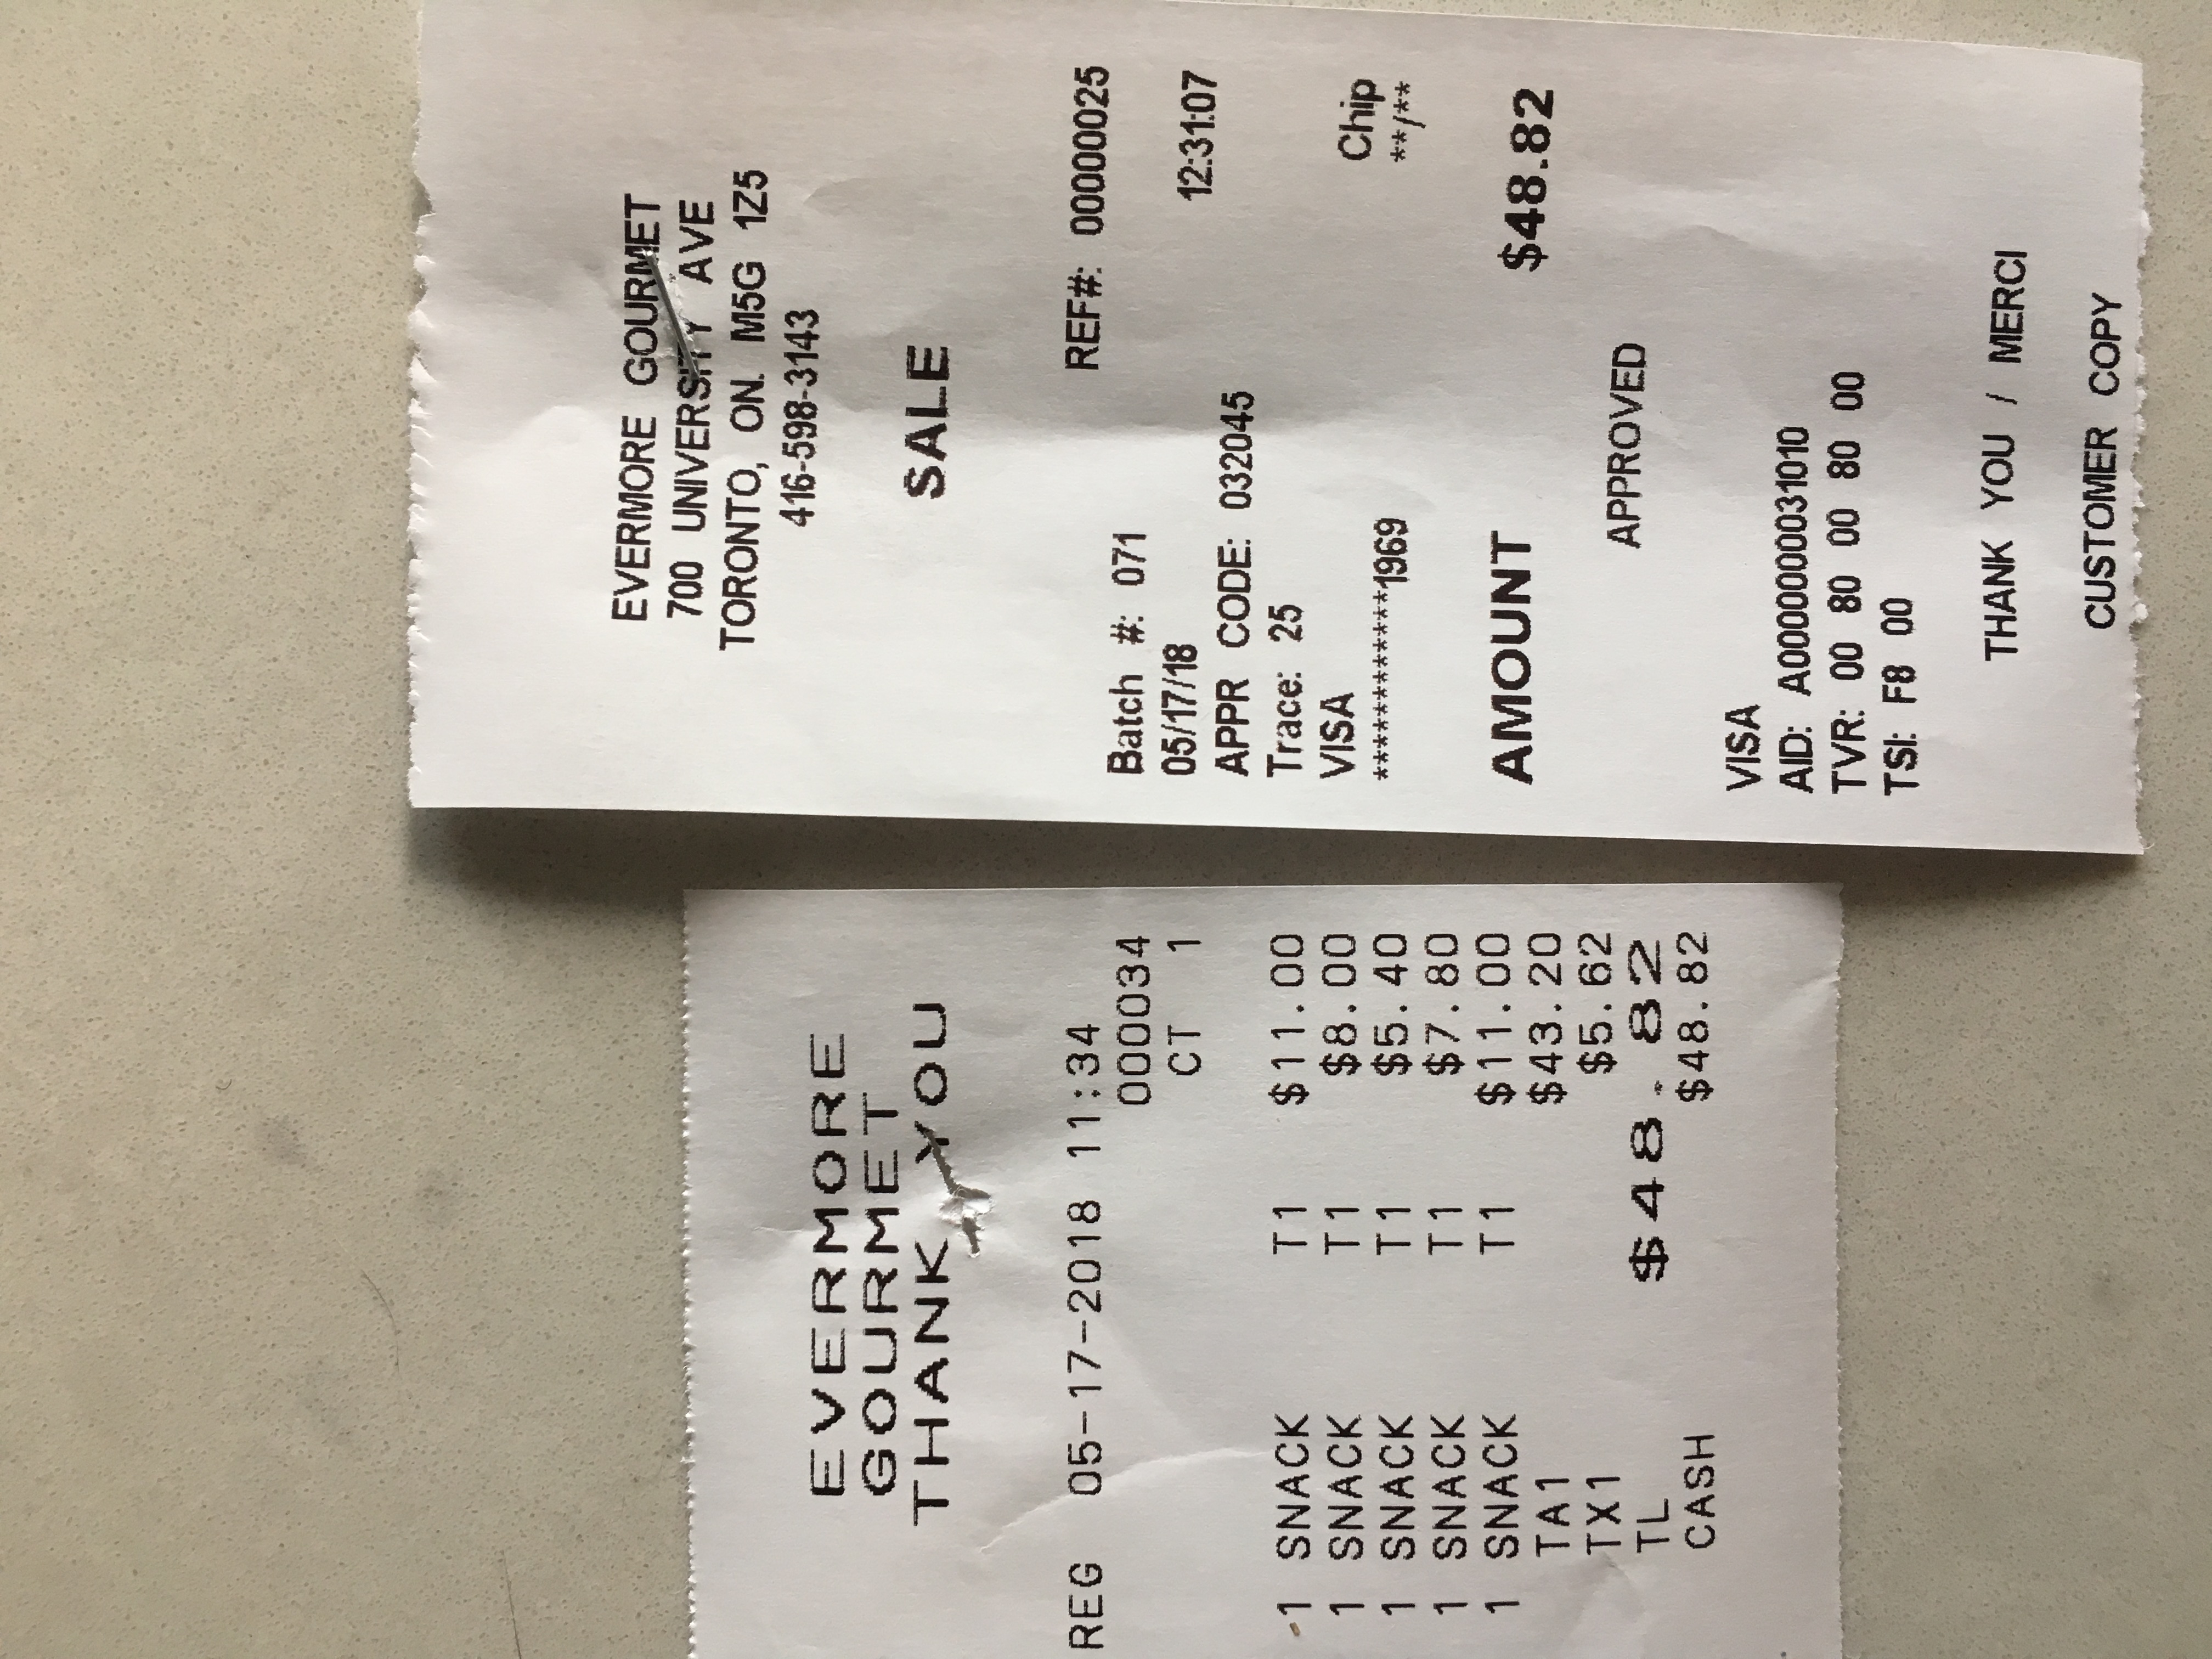 EVERMORE
GOURMET
THANK YOU
REG 05-17-2018 11:34
000034
CT 1
1 SNACK T1 $11.00
1 SNACK T1 $8.00
1 SNACK T1 $5.40
1 SNACK T1 $7.80
1 SNACK T1 $11.00
TA1 $43.20
TX1 $5.62
TL $48.82
CASH $48.82
EVERMORE GOURMET
700 UNIVERSITY AVE
TORONTO, ON. M5G 1Z5
416-598-3143
SALE
REF#: 00000025
Batch #: 071
05/17/18 12:31:07
APPR CODE: 032045
Trace: 25
VISA Chip
************1969 **/**
AMOUNT $48.82
APPROVED
VISA
AID: A0000000031010
TVR: 00 80 00 80 00
TSI: F8 00
THANK YOU / MERCI
CUSTOMER COPY